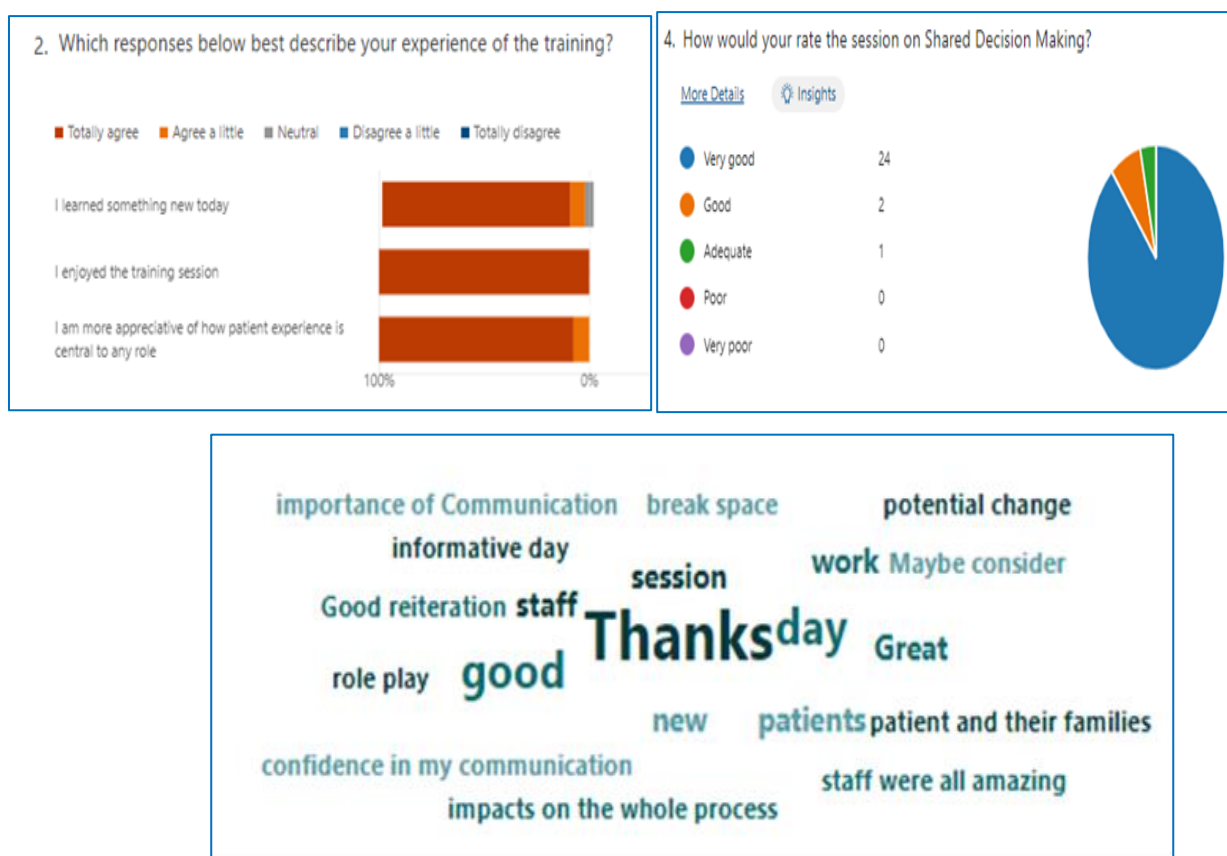 2. Which responses below best describe your experience of the training?
Totally agree Agree a little Neutral Disagree a little Totally disagree
I learned something new today
I enjoyed the training session
I am more appreciative of how patient experience is
central to any role
100% 0%
4. How would your rate the session on Shared Decision Making?
More Details Insights
Very good 24
Good 2
Adequate 1
Poor 0
Very poor 0
importance of Communication break space potential change
informative day
session work Maybe consider
Good reiteration staff Thanks day Great
role play good
new patients patient and their families
confidence in my communication
staff were all amazing
impacts on the whole process